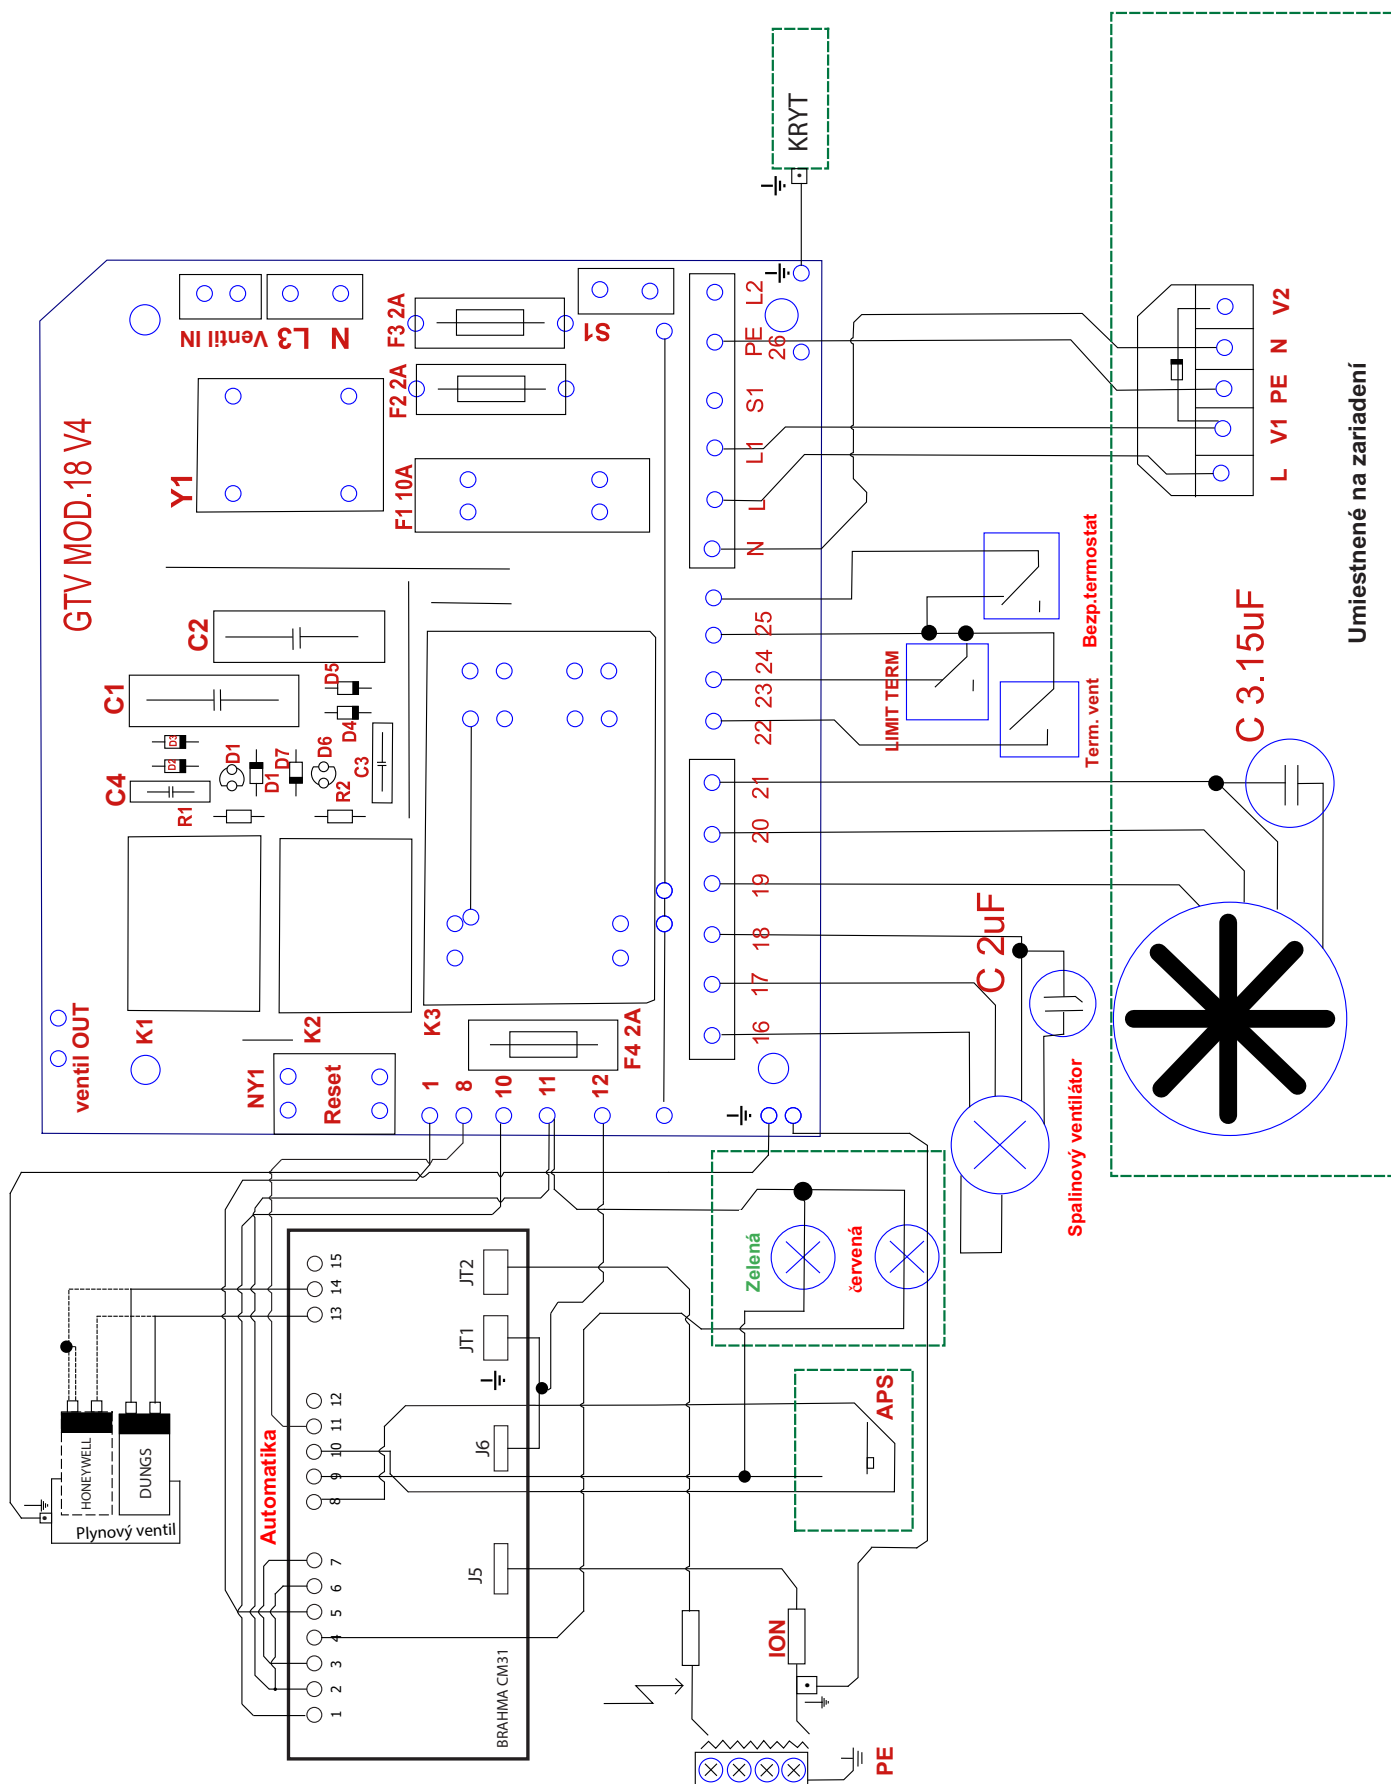 GTV MOD.18 V4
Ventil IN
L3
N
Y1
F3 2A
F2 2A
F1 10A
S1
L2
PE
26
S1
L1
L
N
KRYT
C1
C2
C4
D3
D2
D1
D1
D7
D6
D5
D4
C3
R1
R2
K1
K2
K3
ventil OUT
NY1
Reset
F4 2A
1
8
10
11
12
25
24
23
22
21
20
19
18
17
16
LIMIT TERM
Bezp.termostat
Term. vent
C 3.15uF
C 2uF
Spalinový ventilátor
L
V1
PE
N
V2
Umiestnené na zariadení
HONEYWELL
DUNGS
Plynový ventil
Automatika
15
14
13
12
11
10
9
8
7
6
5
4
3
2
1
JT2
JT1
J6
J5
BRAHMA CM31
Zelená
červená
APS
ION
PE